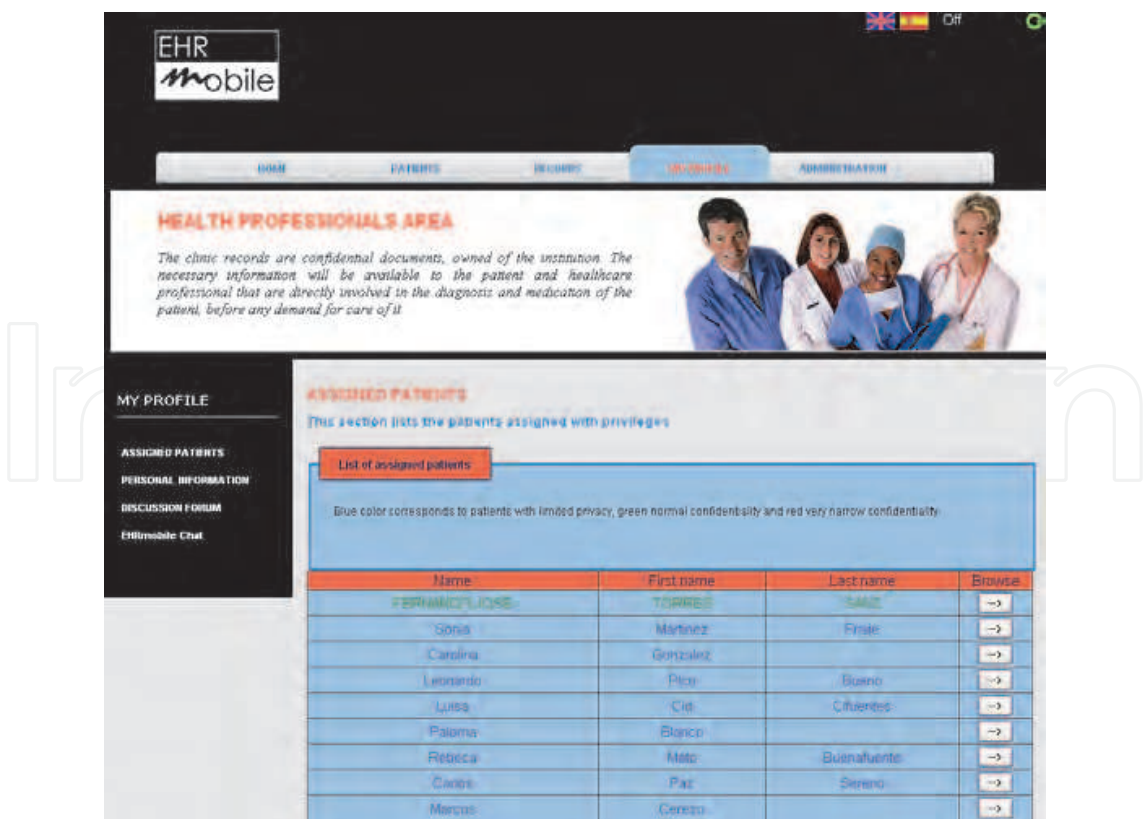 Off
EHR
mobile
HOME PATIENTS RECORDS ADMINISTRATION
HEALTH PROFESSIONALS AREA
The clinic records are confidential documents, owned of the institution. The
necessary information will be available to the patient and healthcare
professional that are directly involved in the diagnosis and medication of the
patient, before any demand for care of it
MY PROFILE
ASSIGNED PATIENTS
PERSONAL INFORMATION
DISCUSSION FORUM
EHRmobile Chat
ASSIGNED PATIENTS
This section lists the patients assigned with privileges
List of assigned patients
Blue color corresponds to patients with limited privacy, green normal confidentiality and red very narrow confidentiality.
Name First name Last name Browse
FERNANDO JOSE TORRES SANZ -->
Sonia Martinez -->
Carolina Gonzalez -->
Leonardo Pico Bueno -->
Luisa Cid Cifuentes -->
Paloma Blanco -->
Rebeca Mato Buenafuente -->
Carlos Paz Sereno -->
Marcos Cerezo -->